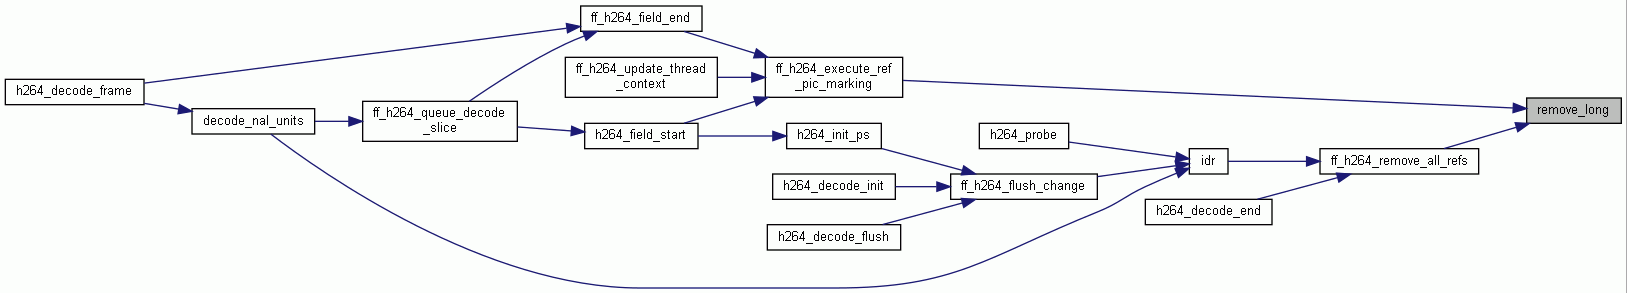 ff_h264_field_end
h264_decode_frame
ff_h264_update_thread
_context
ff_h264_execute_ref
_pic_marking
decode_nal_units
ff_h264_queue_decode
_slice
h264_field_start
h264_init_ps
h264_probe
remove_long
h264_decode_init
ff_h264_flush_change
idr
ff_h264_remove_all_refs
h264_decode_flush
h264_decode_end